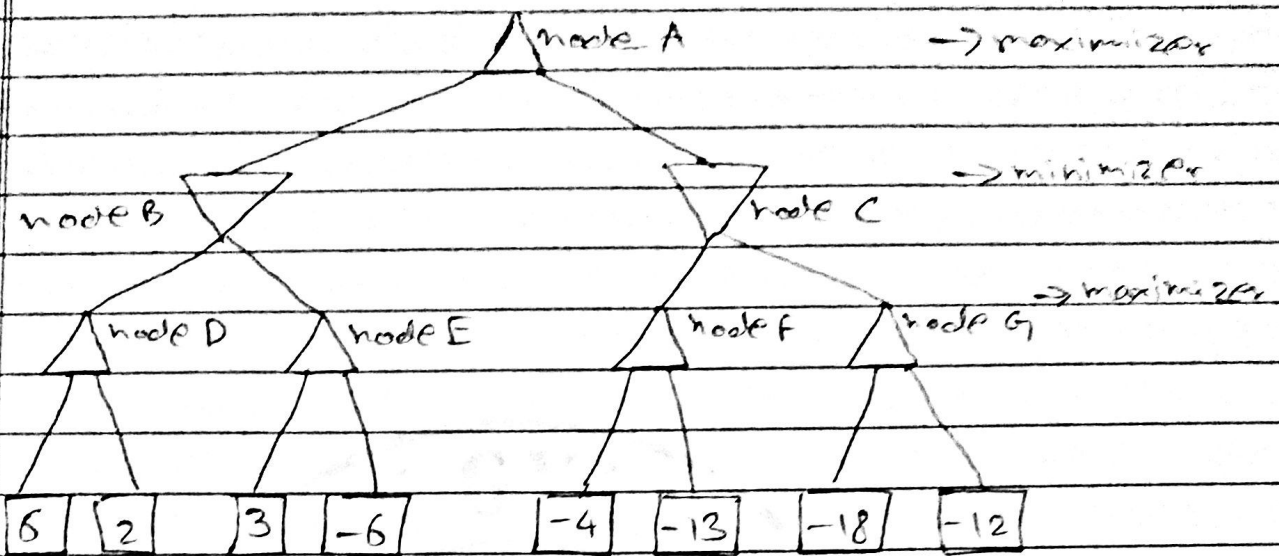 node A → maximizer
node B
node C → minimizer
node D node E node F node G → maximizer
6 2 3 -6 -4 -13 -18 -12